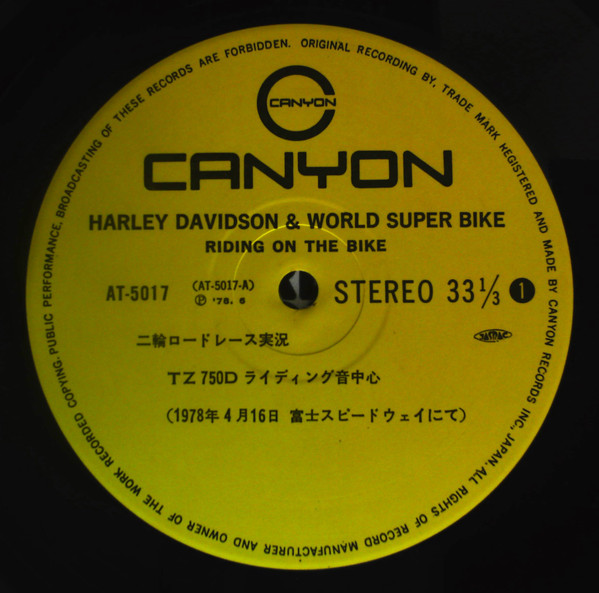 PUBLIC PERFORMANCE, BROADCASTING OF THESE RECORDS ARE FORBIDDEN. ORIGINAL RECORDING BY, TRADE MARK REGISTERED AND MADE BY CANYON RECORDS INC., JAPAN. ALL RIGHTS OF RECORD MANUFACTURER AND OWNER OF THE WORK RECORDED COPYING.
CANYON
CANYON
HARLEY DAVIDSON & WORLD SUPER BIKE
RIDING ON THE BIKE
AT-5017 (AT-5017-A) STEREO 33 1/3 1
Ⓟ '78. 6
二輪ロードレース実況
TZ 750D ライディング音中心
(1978年4月16日 富士スピードウェイにて)